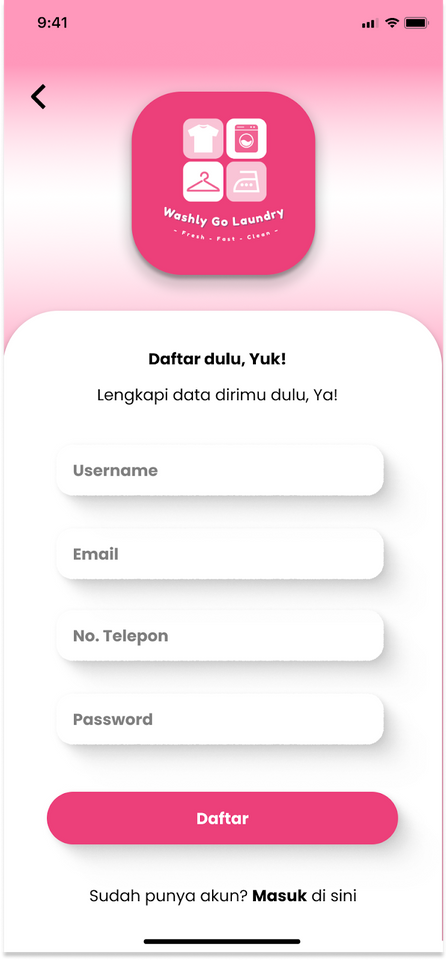 9:41
Washly Go Laundry
- Fresh - Fast - Clean -
Daftar dulu, Yuk!
Lengkapi data dirimu dulu, Ya!
Username
Email
No. Telepon
Password
Daftar
Sudah punya akun? Masuk di sini